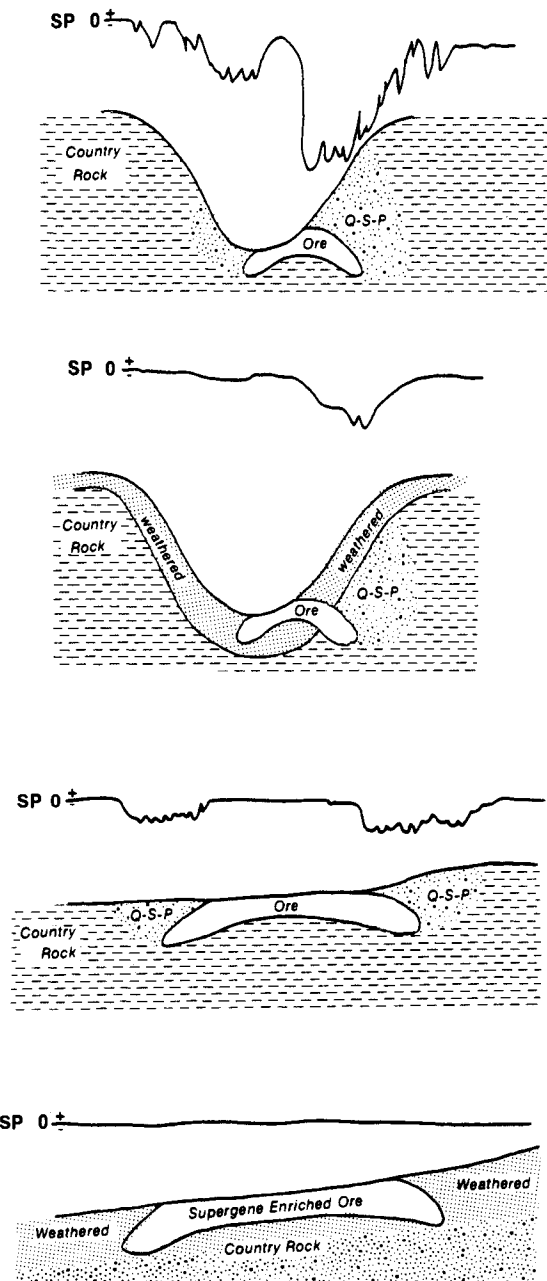 SP 0 + -
Country
Rock
Q-S-P
Ore
SP 0 + -
Country
Rock
weathered
weathered
Q-S-P
Ore
SP 0 + -
Q-S-P
Ore
Q-S-P
Country
Rock
SP 0 + -
Weathered
Supergene Enriched Ore
Weathered
Country Rock